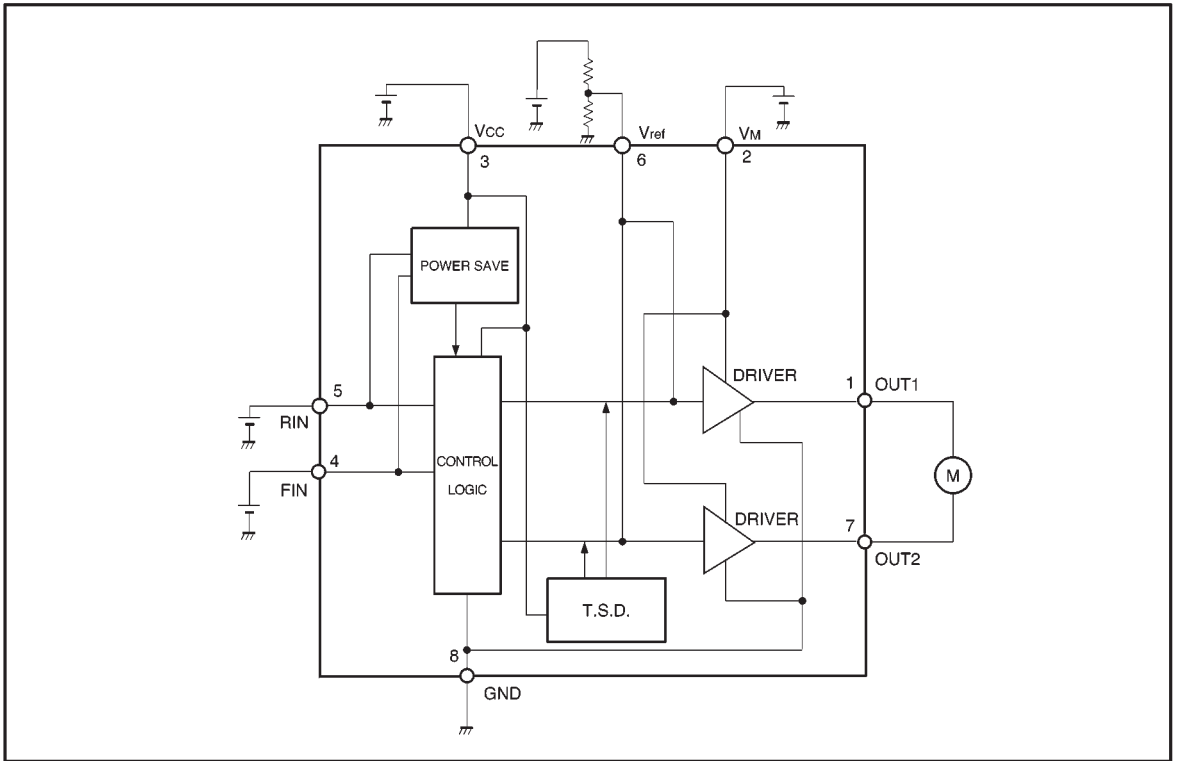 VCC
3
Vref
6
VM
2
POWER SAVE
5
RIN
4
FIN
CONTROL
LOGIC
DRIVER
1
OUT1
M
DRIVER
7
OUT2
T.S.D.
8
GND